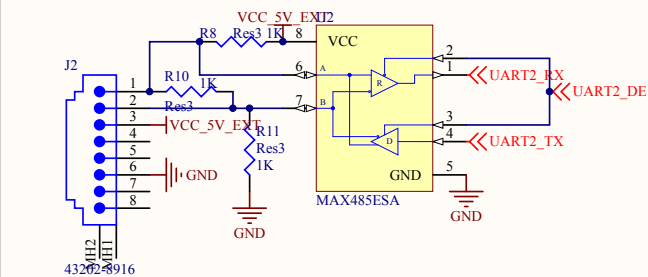 VCC_5V_EXT
U2
R8
Res3 1K
8
VCC
J2
6
A
2
1
UART2_RX
R
R10
1K
1
UART2_DE
2
Res3
7
B
3
VCC_5V_EXT
R11
3
4
Res3
D
4
UART2_TX
5
1K
6
GND
GND
5
7
8
MAX485ESA
GND
GND
MH2
MH1
43202-8916